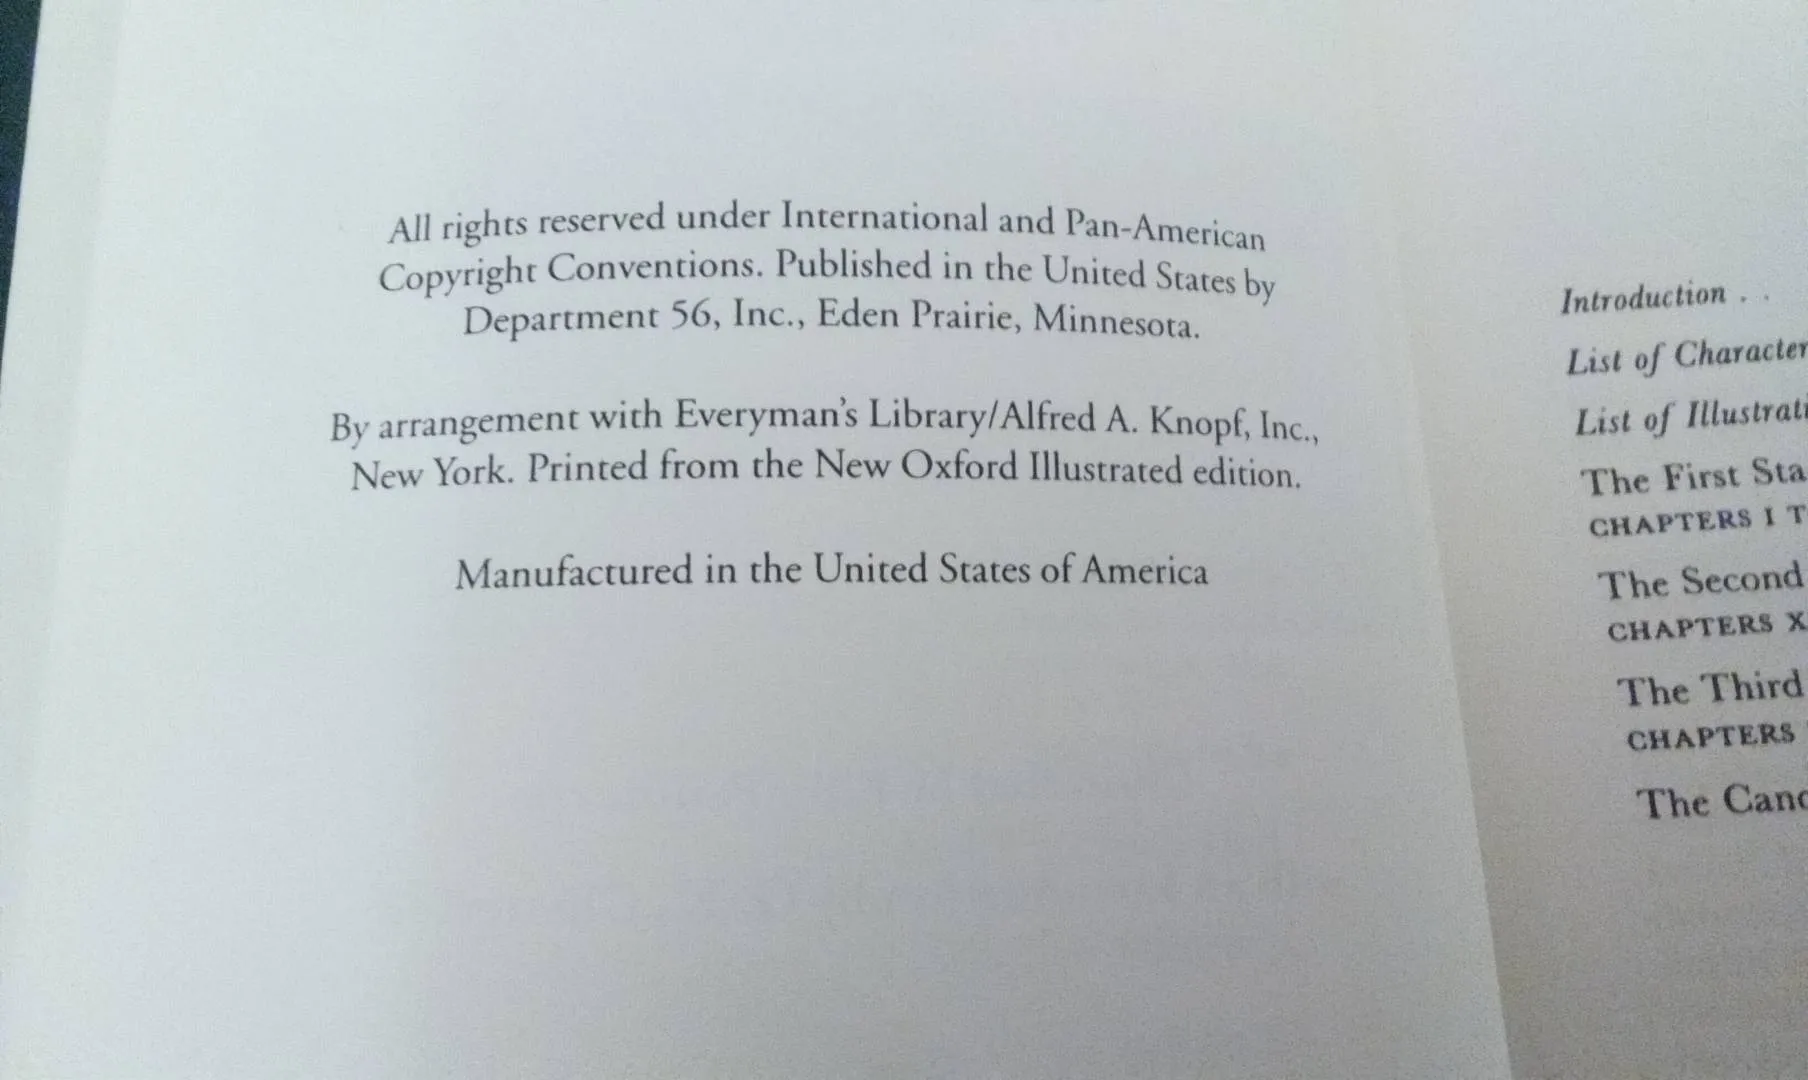 All rights reserved under International and Pan-American
Copyright Conventions. Published in the United States by
Department 56, Inc., Eden Prairie, Minnesota.
By arrangement with Everyman's Library/Alfred A. Knopf, Inc.,
New York. Printed from the New Oxford Illustrated edition.
Manufactured in the United States of America
Introduction . .
List of
List of
The First
CHAPTERS I
The Second
CHAPTERS
The Third
CHAPTERS
The